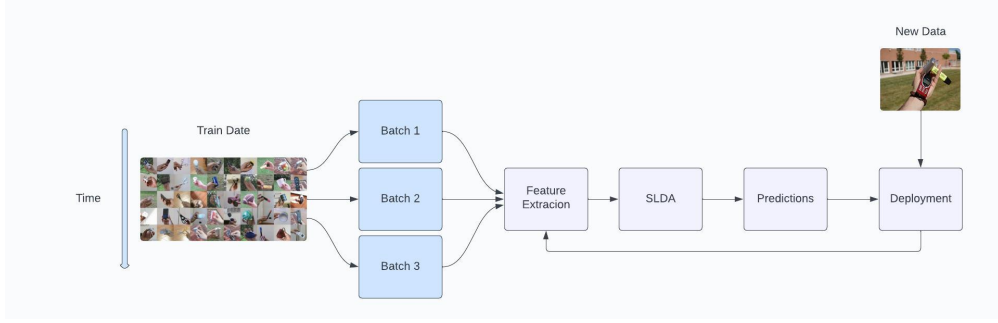 New Data
Train Date
Batch 1
Time
Batch 2
Feature
Extracion
SLDA
Predictions
Deployment
Batch 3